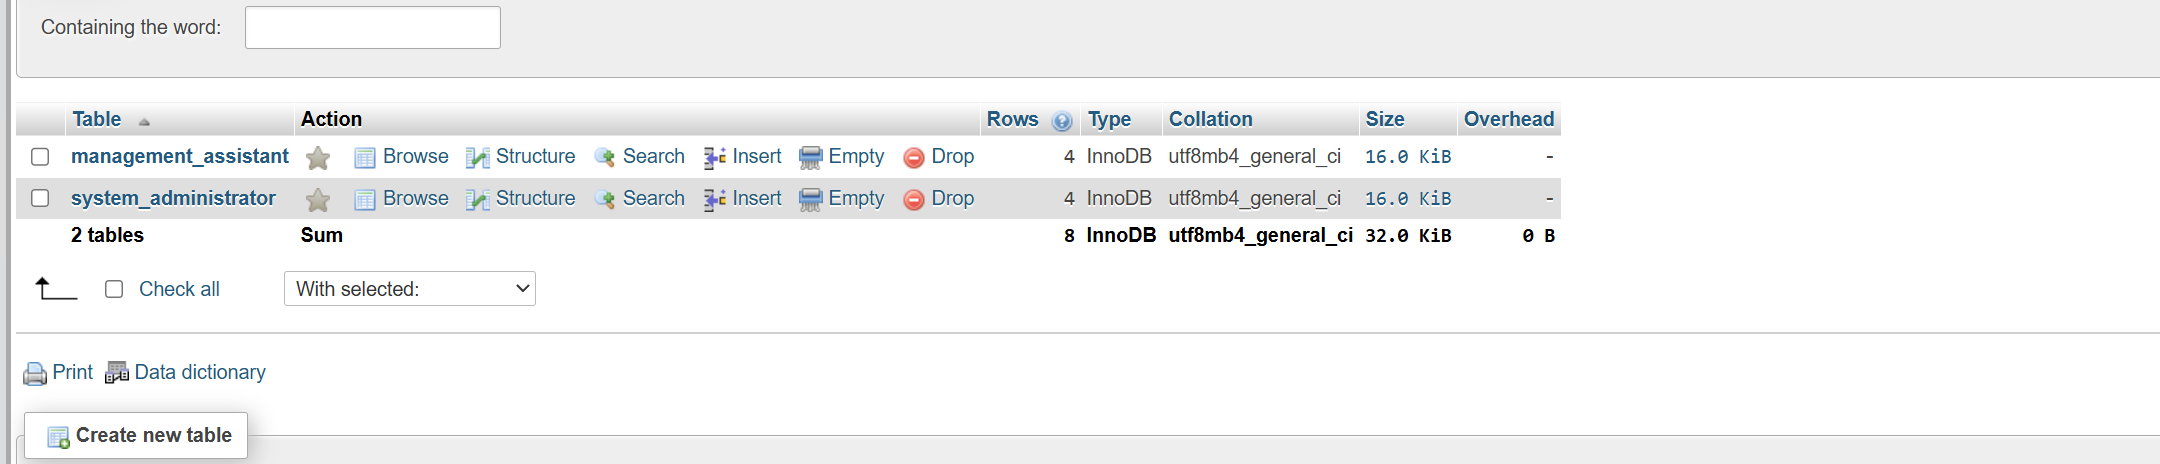 Containing the word:
Table Action Rows Type Collation Size Overhead
management_assistant Browse Structure Search Insert Empty Drop 4 InnoDB utf8mb4_general_ci 16.0 KiB -
system_administrator Browse Structure Search Insert Empty Drop 4 InnoDB utf8mb4_general_ci 16.0 KiB -
2 tables Sum 8 InnoDB utf8mb4_general_ci 32.0 KiB 0 B
Check all With selected:
Print Data dictionary
Create new table